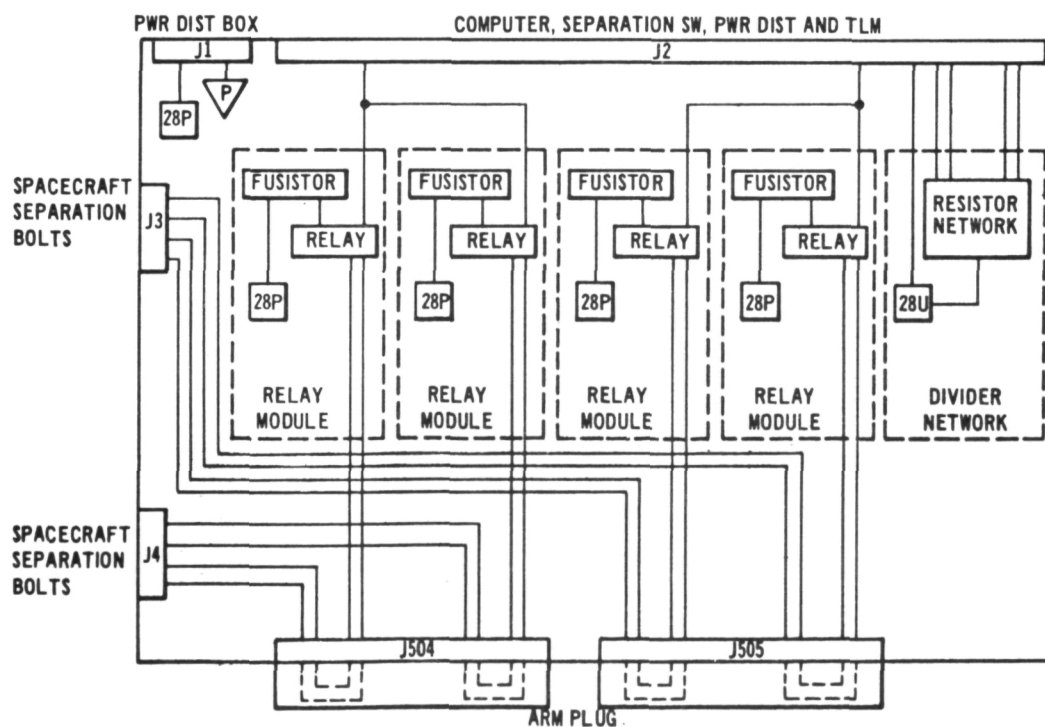 PWR DIST BOX
COMPUTER, SEPARATION SW, PWR DIST AND TLM
J1
J2
P
28P
SPACECRAFT
SEPARATION
BOLTS
J3
FUSISTOR
RELAY
28P
RELAY
MODULE
FUSISTOR
RELAY
28P
RELAY
MODULE
FUSISTOR
RELAY
28P
RELAY
MODULE
FUSISTOR
RELAY
28P
RELAY
MODULE
RESISTOR
NETWORK
28U
DIVIDER
NETWORK
SPACECRAFT
SEPARATION
BOLTS
J4
J504
J505
ARM PLUG